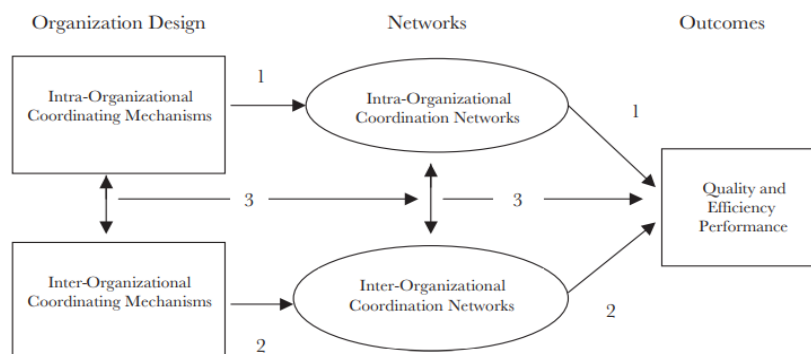 Organization Design
Networks
Outcomes
1
Intra-Organizational
Coordinating Mechanisms
Intra-Organizational
Coordination Networks
1
3
3
Quality and
Efficiency
Performance
Inter-Organizational
Coordinating Mechanisms
Inter-Organizational
Coordination Networks
2
2